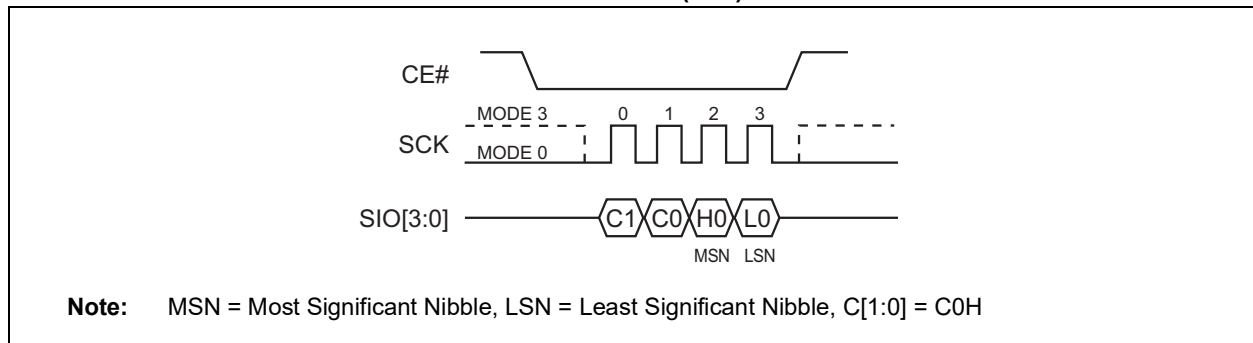 CE#
MODE 3 0 1 2 3
SCK
MODE 0
SIO[3:0] C1 C0 H0 L0
MSN LSN
Note: MSN = Most Significant Nibble, LSN = Least Significant Nibble, C[1:0] = C0H